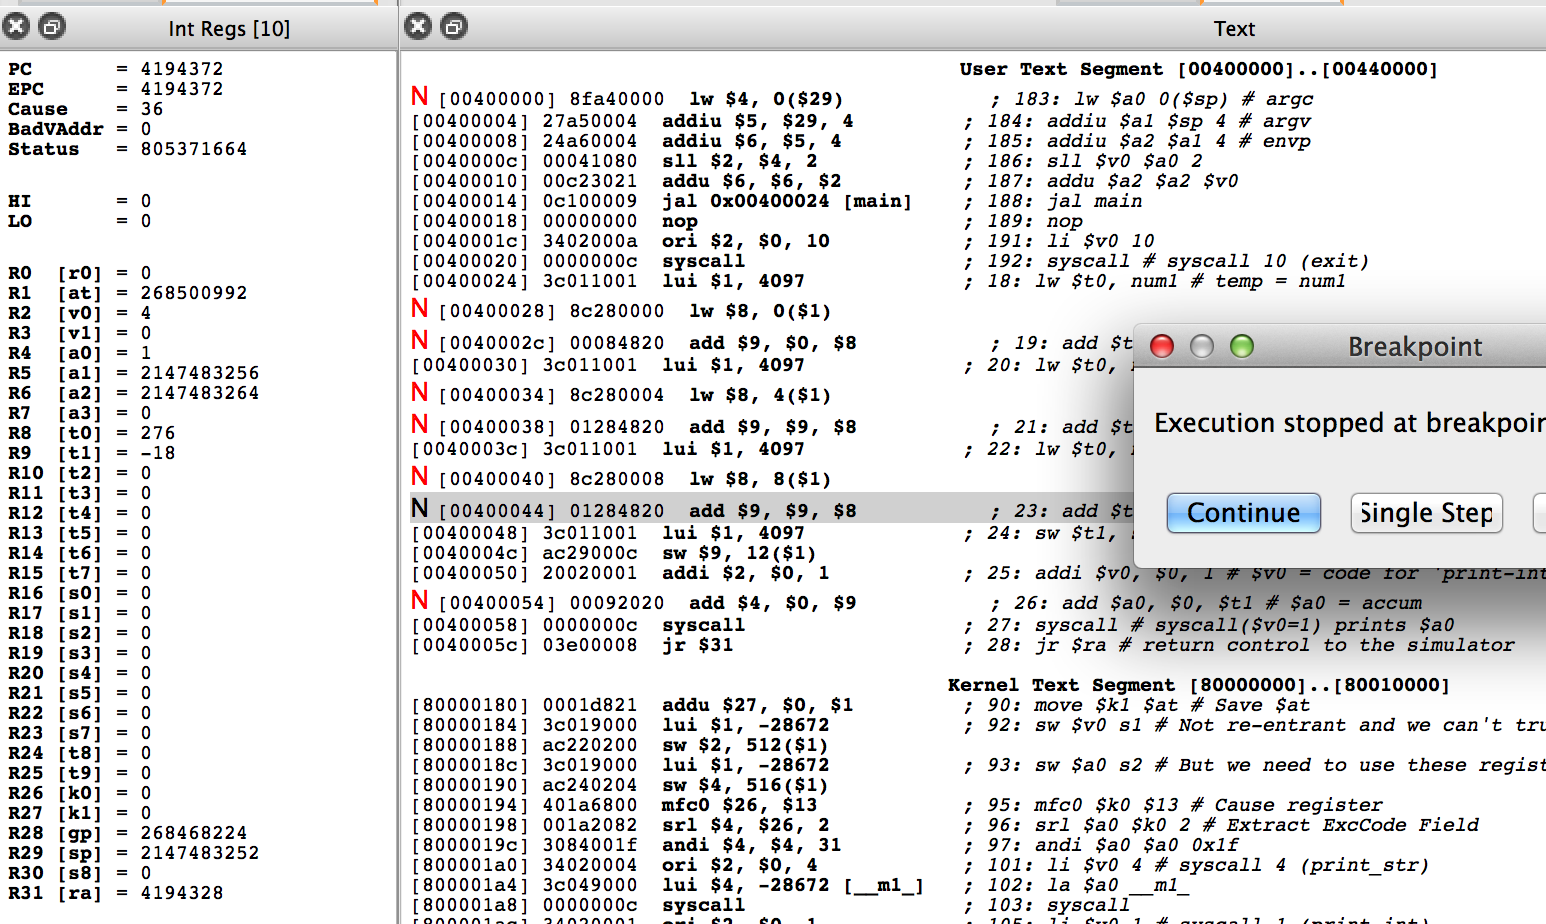 Int Regs [10]
PC = 4194372
EPC = 4194372
Cause = 36
BadVAddr = 0
Status = 805371664
HI = 0
LO = 0
R0 [r0] = 0
R1 [at] = 268500992
R2 [v0] = 4
R3 [v1] = 0
R4 [a0] = 1
R5 [a1] = 2147483256
R6 [a2] = 2147483264
R7 [a3] = 0
R8 [t0] = 276
R9 [t1] = -18
R10 [t2] = 0
R11 [t3] = 0
R12 [t4] = 0
R13 [t5] = 0
R14 [t6] = 0
R15 [t7] = 0
R16 [s0] = 0
R17 [s1] = 0
R18 [s2] = 0
R19 [s3] = 0
R20 [s4] = 0
R21 [s5] = 0
R22 [s6] = 0
R23 [s7] = 0
R24 [t8] = 0
R25 [t9] = 0
R26 [k0] = 0
R27 [k1] = 0
R28 [gp] = 268468224
R29 [sp] = 2147483252
R30 [s8] = 0
R31 [ra] = 4194328
Text
User Text Segment [00400000]..[00440000]
N [00400000] 8fa40000 lw $4, 0($29) ; 183: lw $a0 0($sp) # argc
[00400004] 27a50004 addiu $5, $29, 4 ; 184: addiu $a1 $sp 4 # argv
[00400008] 24a60004 addiu $6, $5, 4 ; 185: addiu $a2 $a1 4 # envp
[0040000c] 00041080 sll $2, $4, 2 ; 186: sll $v0 $a0 2
[00400010] 00c23021 addu $6, $6, $2 ; 187: addu $a2 $a2 $v0
[00400014] 0c100009 jal 0x00400024 [main] ; 188: jal main
[00400018] 00000000 nop ; 189: nop
[0040001c] 3402000a ori $2, $0, 10 ; 191: li $v0 10
[00400020] 0000000c syscall ; 192: syscall # syscall 10 (exit)
[00400024] 3c011001 lui $1, 4097 ; 18: lw $t0, num1 # temp = num1
N [00400028] 8c280000 lw $8, 0($1)
N [0040002c] 00084820 add $9, $0, $8 ; 19: add $t
[00400030] 3c011001 lui $1, 4097 ; 20: lw $t0,
N [00400034] 8c280004 lw $8, 4($1)
N [00400038] 01284820 add $9, $9, $8 ; 21: add $t
[0040003c] 3c011001 lui $1, 4097 ; 22: lw $t0,
N [00400040] 8c280008 lw $8, 8($1)
N [00400044] 01284820 add $9, $9, $8 ; 23: add $t
[00400048] 3c011001 lui $1, 4097 ; 24: sw $t1,
[0040004c] ac29000c sw $9, 12($1)
[00400050] 20020001 addi $2, $0, 1 ; 25: addi $v0, $0, 1 # $v0 = code for "print-int
N [00400054] 00092020 add $4, $0, $9 ; 26: add $a0, $0, $t1 # $a0 = accum
[00400058] 0000000c syscall ; 27: syscall # syscall($v0=1) prints $a0
[0040005c] 03e00008 jr $31 ; 28: jr $ra # return control to the simulator
Kernel Text Segment [80000000]..[80010000]
[80000180] 0001d821 addu $27, $0, $1 ; 90: move $k1 $at # Save $at
[80000184] 3c019000 lui $1, -28672 ; 92: sw $v0 s1 # Not re-entrant and we can't tru
[80000188] ac220200 sw $2, 512($1)
[8000018c] 3c019000 lui $1, -28672 ; 93: sw $a0 s2 # But we need to use these regist
[80000190] ac240204 sw $4, 516($1)
[80000194] 401a6800 mfc0 $26, $13 ; 95: mfc0 $k0 $13 # Cause register
[80000198] 001a2082 srl $4, $26, 2 ; 96: srl $a0 $k0 2 # Extract ExcCode Field
[8000019c] 3084001f andi $4, $4, 31 ; 97: andi $a0 $a0 0x1f
[800001a0] 34020004 ori $2, $0, 4 ; 101: li $v0 4 # syscall 4 (print_str)
[800001a4] 3c049000 lui $4, -28672 [__m1_] ; 102: la $a0 __m1_
[800001a8] 0000000c syscall ; 103: syscall
[800001ac] 34020001 ori $2, $0, 1 ; 105: li $v0 1 # syscall 1 (print_int)
Breakpoint
Execution stopped at breakpoin
Continue
Single Step